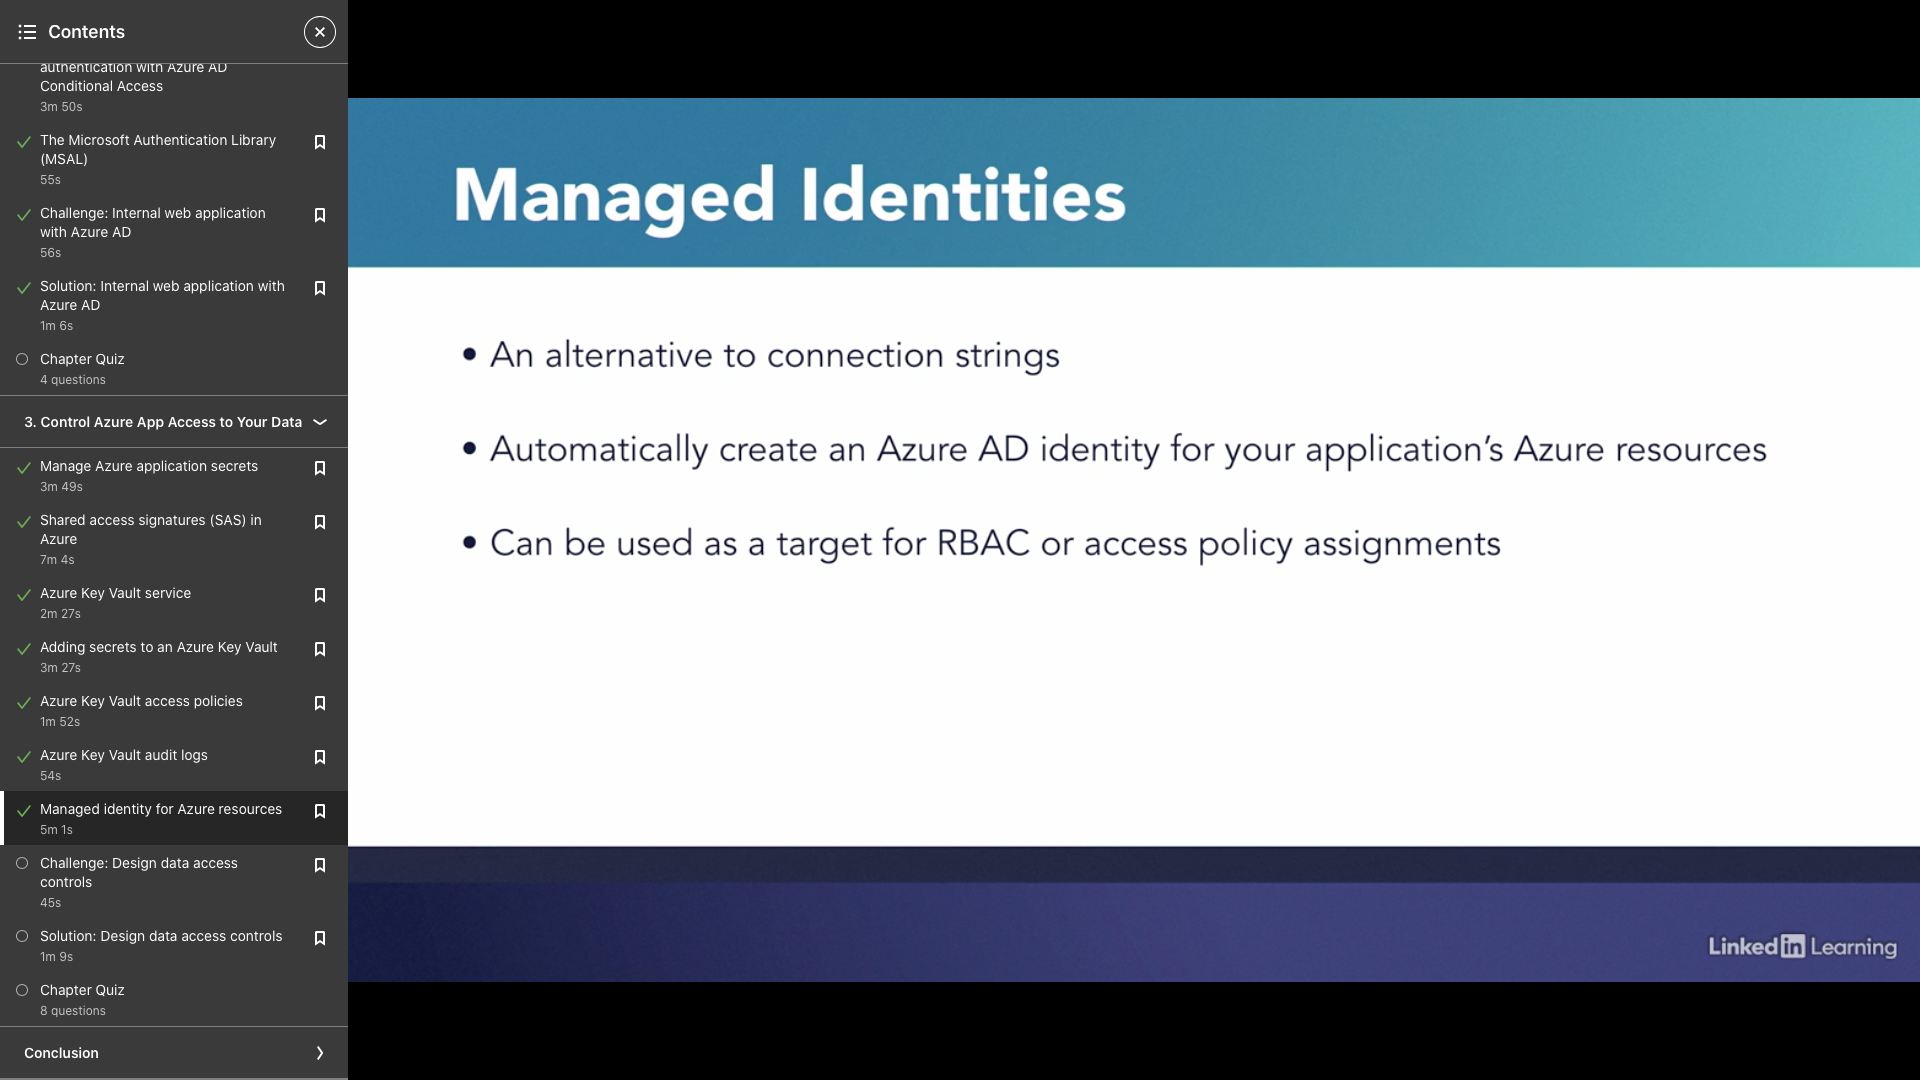 Contents
authentication with Azure AD
Conditional Access
3m 50s
The Microsoft Authentication Library
(MSAL)
55s
Challenge: Internal web application
with Azure AD
56s
Solution: Internal web application with
Azure AD
1m 6s
Chapter Quiz
4 questions
3. Control Azure App Access to Your Data
Manage Azure application secrets
3m 49s
Shared access signatures (SAS) in
Azure
7m 4s
Azure Key Vault service
2m 27s
Adding secrets to an Azure Key Vault
3m 27s
Azure Key Vault access policies
1m 52s
Azure Key Vault audit logs
54s
Managed identity for Azure resources
5m 1s
Challenge: Design data access
controls
45s
Solution: Design data access controls
1m 9s
Chapter Quiz
8 questions
Conclusion
Managed Identities
• An alternative to connection strings
• Automatically create an Azure AD identity for your application’s Azure resources
• Can be used as a target for RBAC or access policy assignments
Linked in Learning